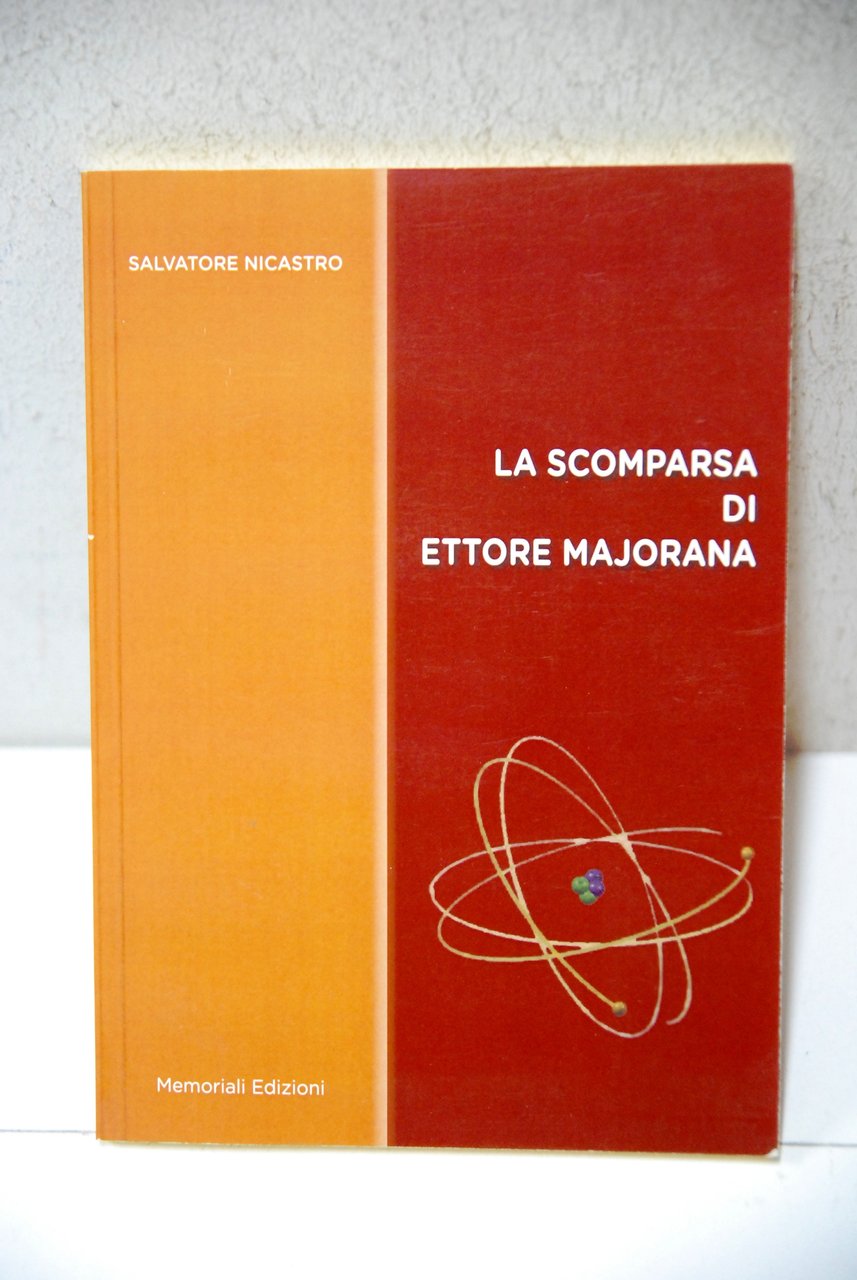 SALVATORE NICASTRO
LA SCOMPARSA
DI
ETTORE MAJORANA
Memoriali Edizioni